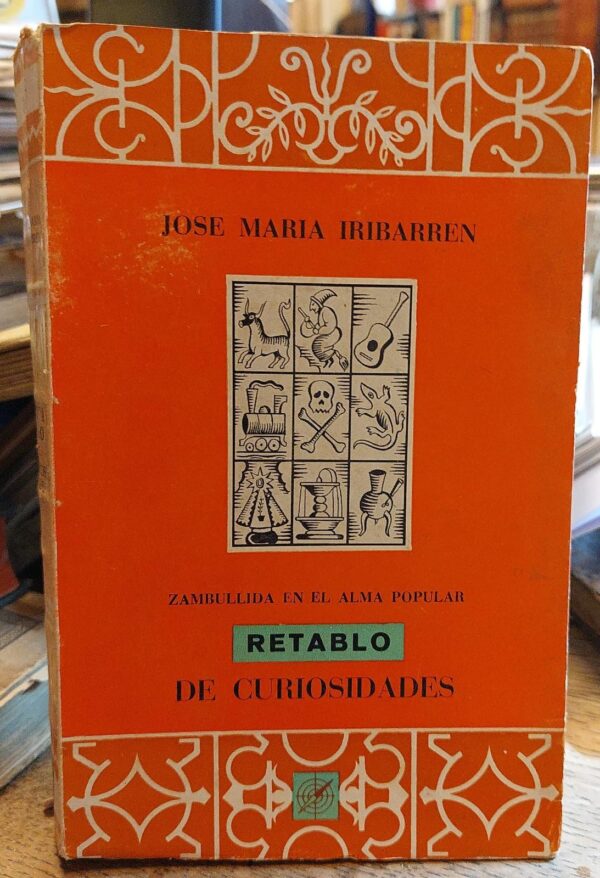 JOSE MARIA IRIBARREN
ZAMBULLIDA EN EL ALMA POPULAR
RETABLO
DE CURIOSIDADES